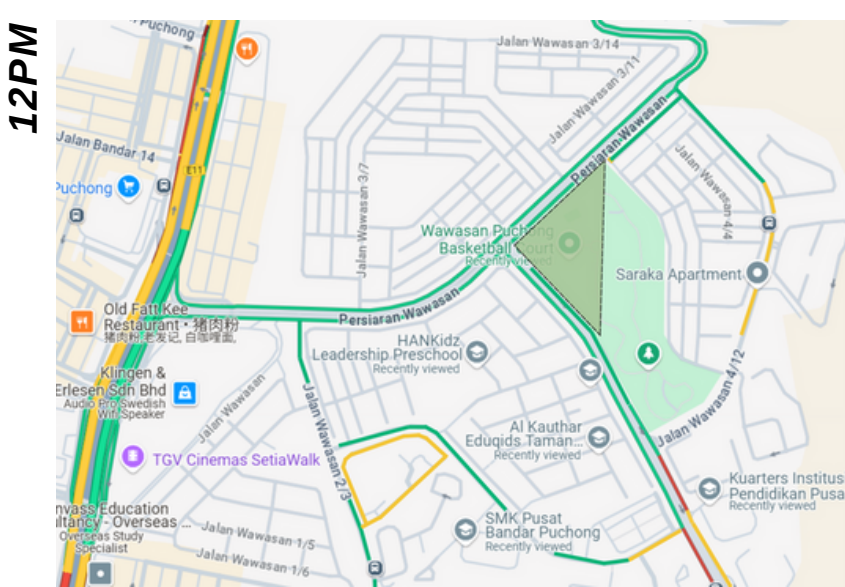 12PM
Puchong
Jalan Wawasan 3/14
Jalan Wawasan 3/11
Persiaran Wawasan
Jalan Bandar 14
E11
Puchong
Jalan Wawasan 3/7
Jalan Wawasan 4/4
Wawasan Puchong
Basketball Court
Recently viewed
Saraka Apartment
Old Fatt Kee
Restaurant · 猪肉粉
猪肉粉,老友记, 白咖哩面,
Persiaran Wawasan
HANKidz
Leadership Preschool
Recently viewed
Klingen &
Erlesen Sdn Bhd
Audio Pro Swedish
Wifi Speaker
Jalan Wawasan
Jalan Wawasan 2/3
Jalan Wawasan 4/12
Al Kauthar
Eduqids Taman...
Recently viewed
TGV Cinemas SetiaWalk
Kuarters Institus
Pendidikan Pusa
Recently viewed
nvass Education
ultancy - Overseas ...
Overseas Study
Specialist
SMK Pusat
Bandar Puchong
Recently viewed
Jalan Wawasan 1/5
Jalan Wawasan 1/6